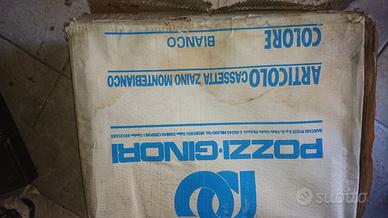 POZZI-GINORI
ARTICOLO CASSETTA ZAINO MONTEBIANCO
COLORE BIANCO
subito